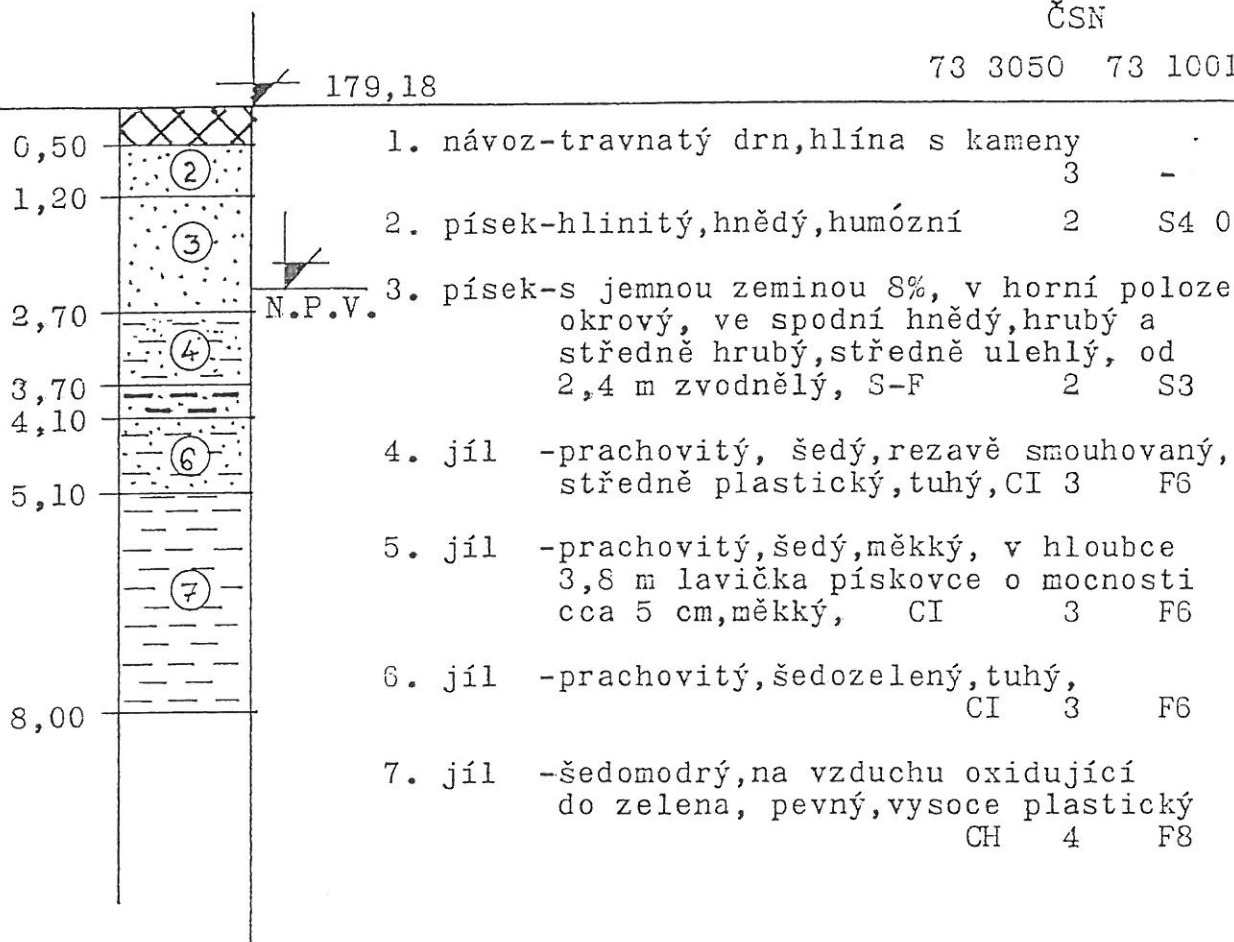 ČSN
73 3050 73 1001
179,18
0,50
1,20
2,70
3,70
4,10
5,10
8,00
2
3
4
6
7
N.P.V.
1. návoz-travnatý drn,hlína s kameny
3 -
2. písek-hlinitý,hnědý,humózní 2 S4 0
3. písek-s jemnou zeminou 8%, v horní poloze
okrový, ve spodní hnědý,hrubý a
středně hrubý,středně ulehlý, od
2,4 m zvodnělý, S-F 2 S3
4. jíl -prachovitý, šedý,rezavě smouhovaný,
středně plastický,tuhý,CI 3 F6
5. jíl -prachovitý,šedý,měkký, v hloubce
3,8 m lavička pískovce o mocnosti
cca 5 cm,měkký, CI 3 F6
6. jíl -prachovitý,šedozelený,tuhý,
CI 3 F6
7. jíl -šedomodrý,na vzduchu oxidující
do zelena, pevný,vysoce plastický
CH 4 F8